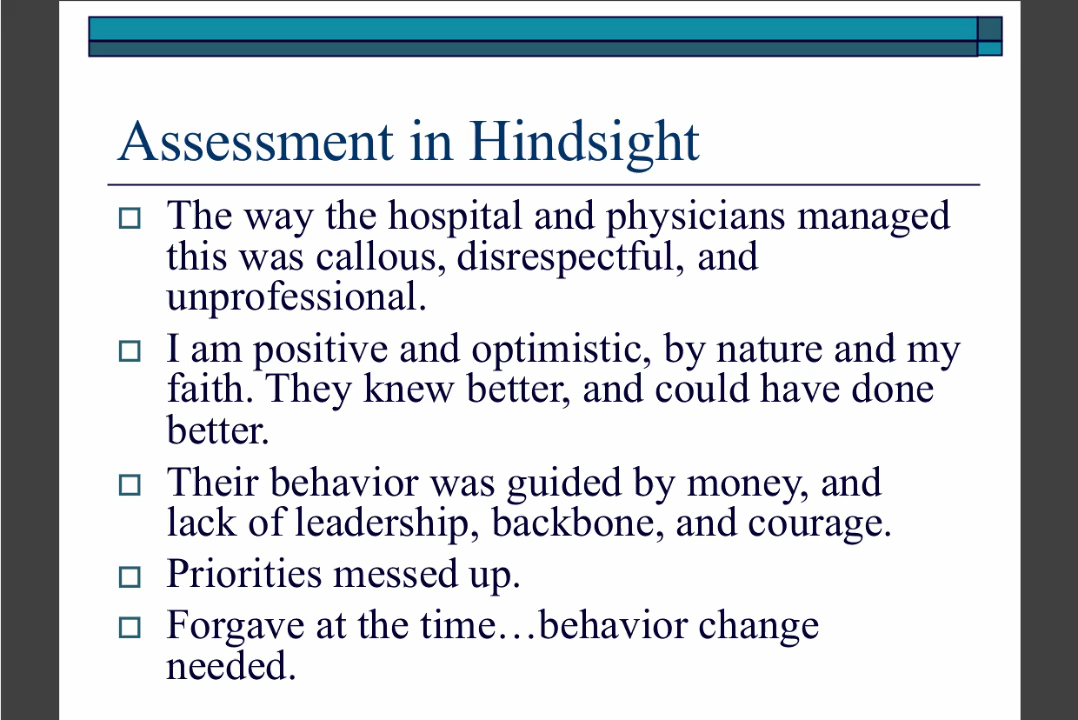 Assessment in Hindsight
The way the hospital and physicians managed
this was callous, disrespectful, and
unprofessional.
I am positive and optimistic, by nature and my
faith. They knew better, and could have done
better.
Their behavior was guided by money, and
lack of leadership, backbone, and courage.
Priorities messed up.
Forgave at the time…behavior change
needed.